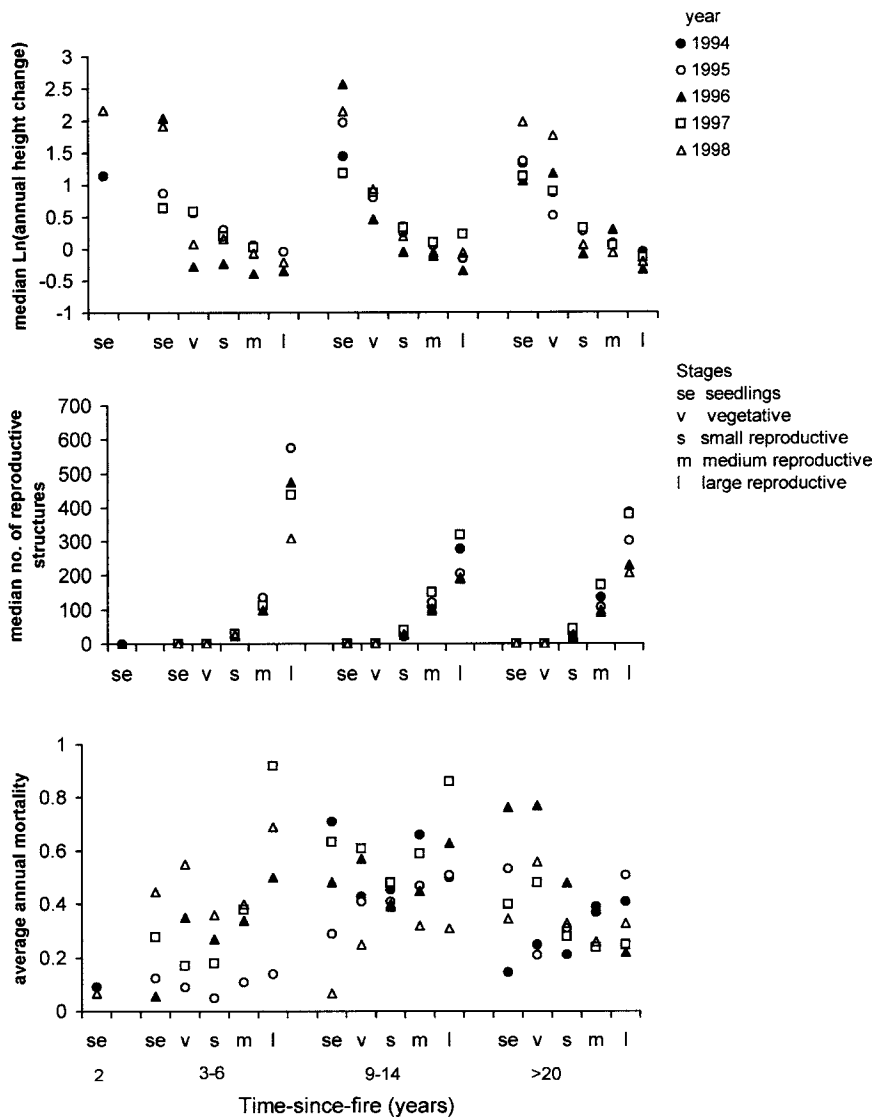 year
1994
1995
1996
1997
1998
median Ln(annual height change)
3
2.5
2
1.5
1
0.5
0
-0.5
-1
se se v s m l se v s m l se v s m l
Stages
se seedlings
v vegetative
s small reproductive
m medium reproductive
l large reproductive
median no. of reproductive
structures
700
600
500
400
300
200
100
0
se se v s m l se v s m l se v s m l
average annual mortality
1
0.8
0.6
0.4
0.2
0
se se v s m l se v s m l se v s m l
2 3-6 9-14 >20
Time-since-fire (years)